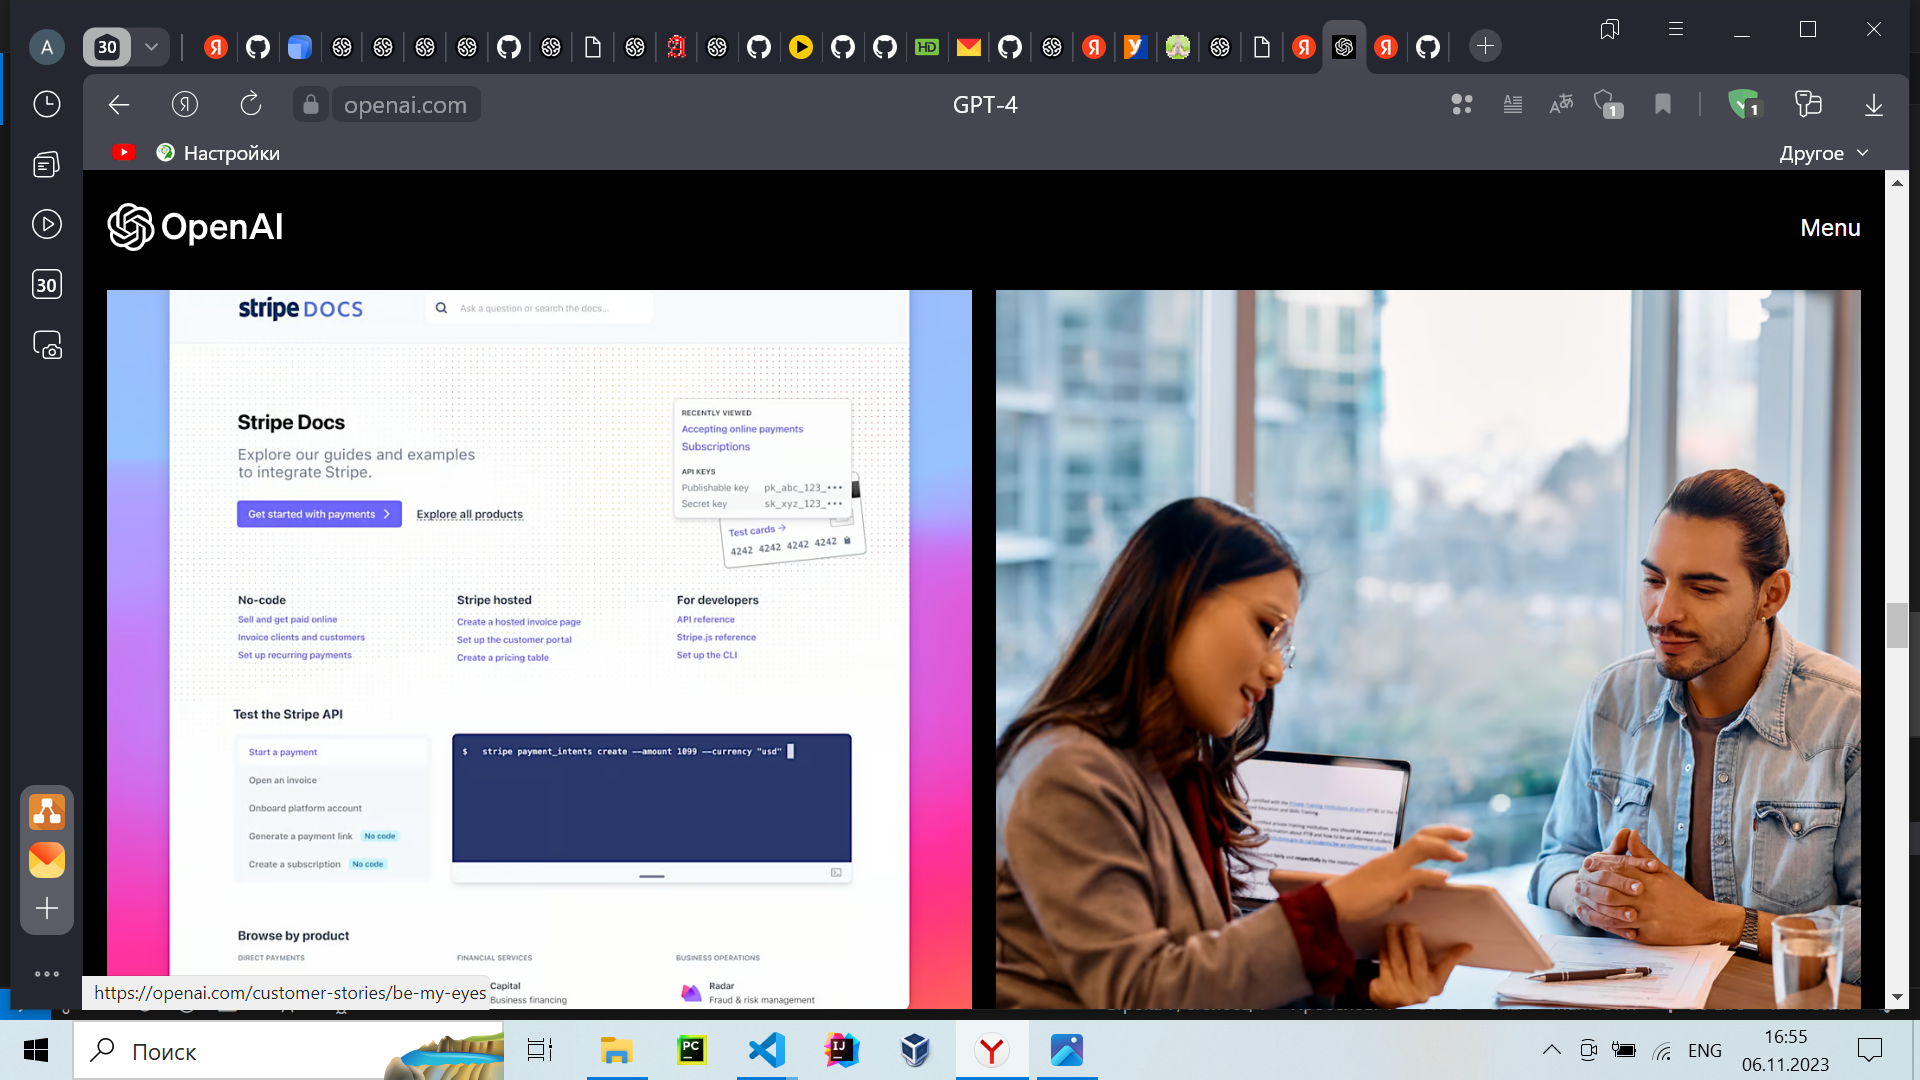 A
30
HD
У
Я
openai.com
GPT-4
1
1
Настройки
Другое
30
OpenAI
Menu
stripe DOCS
Ask a question or search the docs...
Stripe Docs
Explore our guides and examples
to integrate Stripe.
Get started with payments
Explore all products
RECENTLY VIEWED
Accepting online payments
Subscriptions
API KEYS
Publishable key pk_abc_123_•••
Secret key sk_xyz_123_•••
Test cards →
4242 4242 4242 4242
No-code
Sell and get paid online
Invoice clients and customers
Set up recurring payments
Stripe hosted
Create a hosted invoice page
Set up the customer portal
Create a pricing table
For developers
API reference
Stripe.js reference
Set up the CLI
Test the Stripe API
Start a payment
Open an invoice
Onboard platform account
Generate a payment link No code
Create a subscription No code
$ stripe payment_intents create --amount 1099 --currency "usd"
Browse by product
DIRECT PAYMENTS
FINANCIAL SERVICES
BUSINESS OPERATIONS
Capital
Business financing
Radar
Fraud & risk management
https://openai.com/customer-stories/be-my-eyes
Поиск
PC
IJ
ENG
16:55
06.11.2023